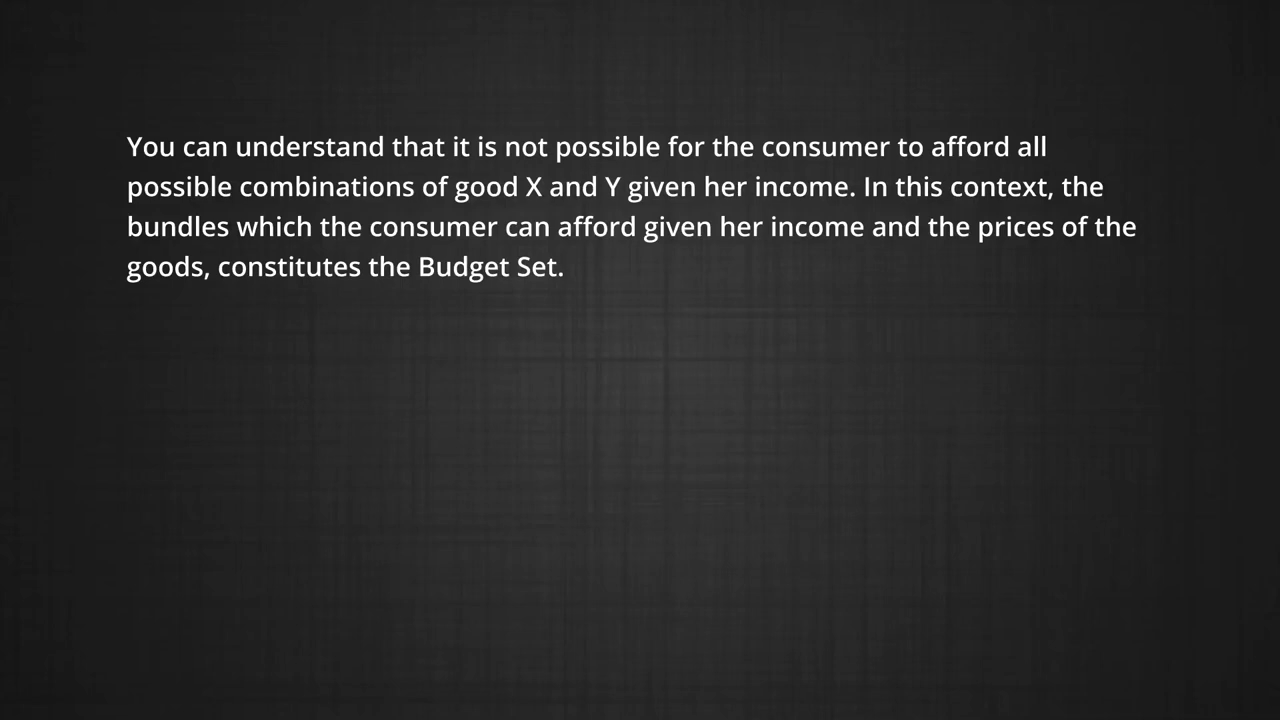 You can understand that it is not possible for the consumer to afford all
possible combinations of good X and Y given her income. In this context, the
bundles which the consumer can afford given her income and the prices of the
goods, constitutes the Budget Set.